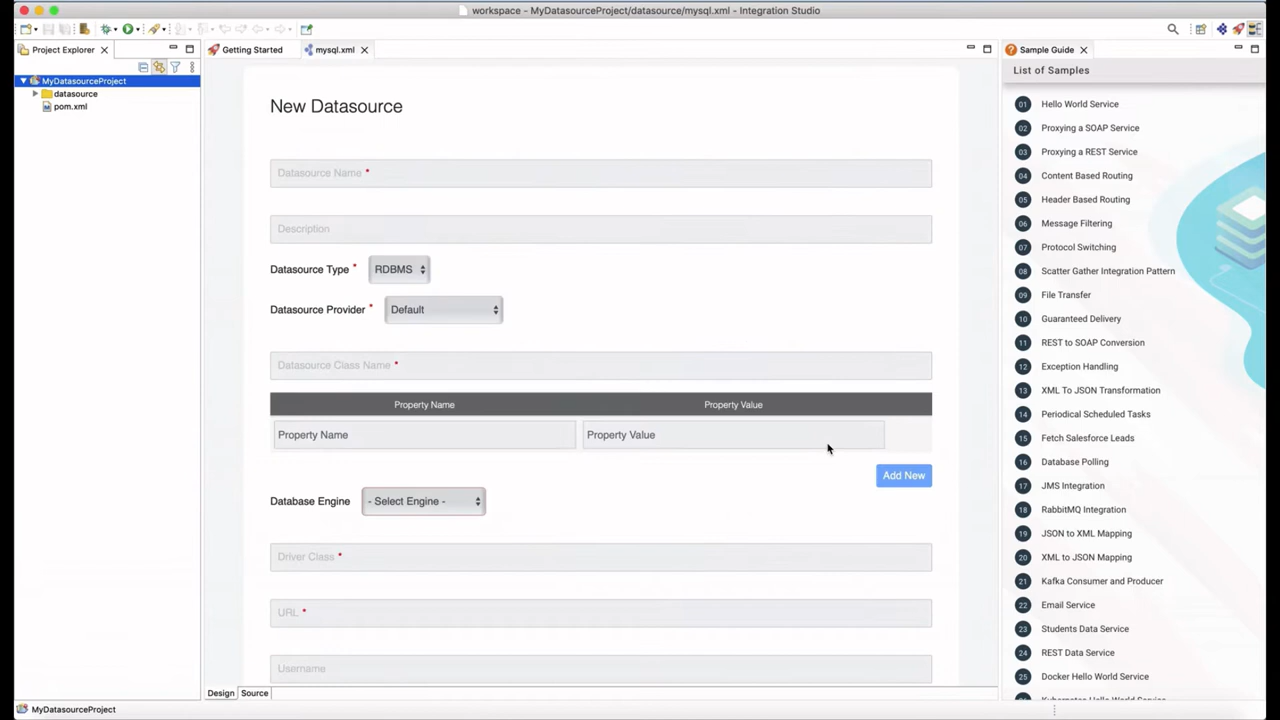 workspace - MyDatasourceProject/datasource/mysql.xml - Integration Studio
Project Explorer
Getting Started
mysql.xml
Sample Guide
MyDatasourceProject
datasource
pom.xml
New Datasource
Datasource Name *
Description
Datasource Type * RDBMS
Datasource Provider * Default
Datasource Class Name *
Property Name Property Value
Property Name Property Value
Add New
Database Engine - Select Engine -
Driver Class *
URL *
Username
Design Source
List of Samples
01 Hello World Service
02 Proxying a SOAP Service
03 Proxying a REST Service
04 Content Based Routing
05 Header Based Routing
06 Message Filtering
07 Protocol Switching
08 Scatter Gather Integration Pattern
09 File Transfer
10 Guaranteed Delivery
11 REST to SOAP Conversion
12 Exception Handling
13 XML To JSON Transformation
14 Periodical Scheduled Tasks
15 Fetch Salesforce Leads
16 Database Polling
17 JMS Integration
18 RabbitMQ Integration
19 JSON to XML Mapping
20 XML to JSON Mapping
21 Kafka Consumer and Producer
22 Email Service
23 Students Data Service
24 REST Data Service
25 Docker Hello World Service
MyDatasourceProject